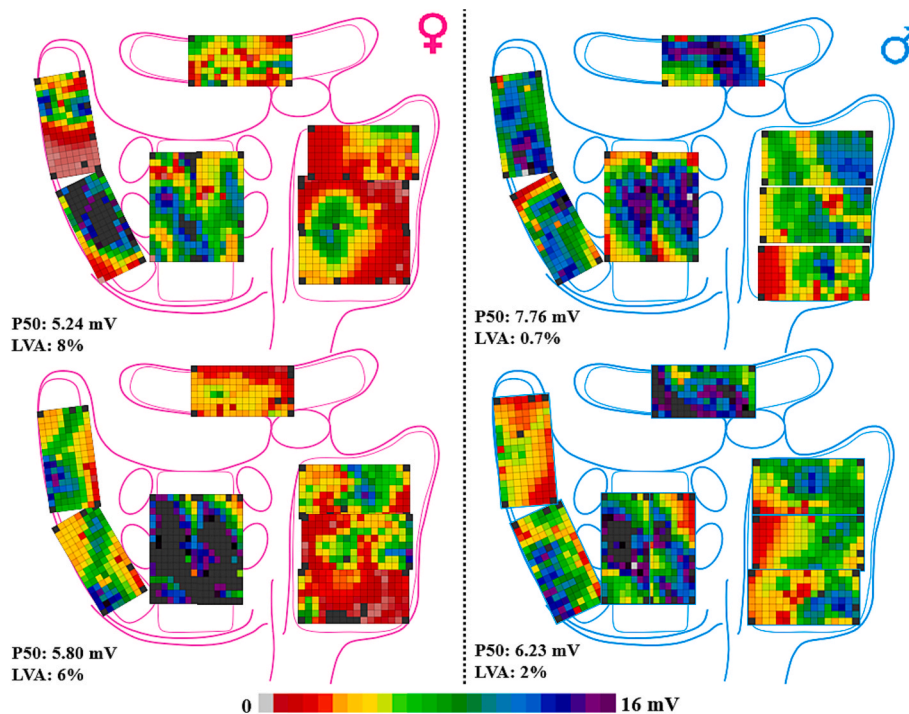 P50: 5.24 mV
LVA: 8%
P50: 7.76 mV
LVA: 0.7%
P50: 5.80 mV
LVA: 6%
P50: 6.23 mV
LVA: 2%
0 16 mV